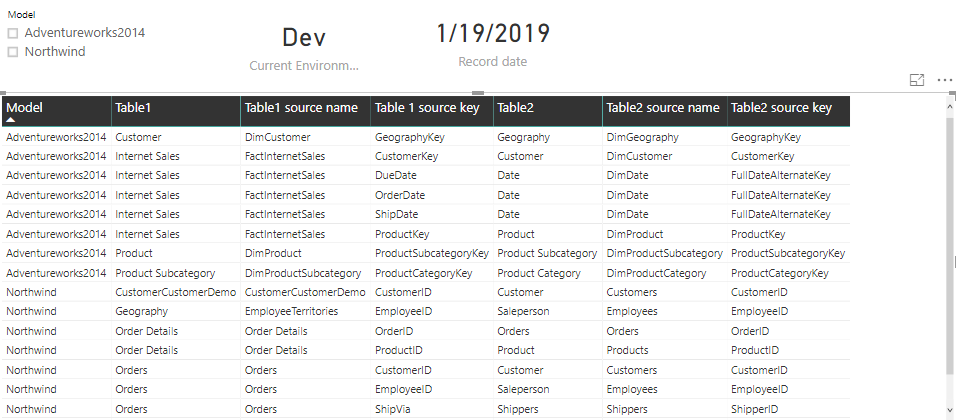 Model
Adventureworks2014
Northwind
Dev
Current Environm...
1/19/2019
Record date
Model Table1 Table1 source name Table 1 source key Table2 Table2 source name Table2 source key
Adventureworks2014 Customer DimCustomer GeographyKey Geography DimGeography GeographyKey
Adventureworks2014 Internet Sales FactInternetSales CustomerKey Customer DimCustomer CustomerKey
Adventureworks2014 Internet Sales FactInternetSales DueDate Date DimDate FullDateAlternateKey
Adventureworks2014 Internet Sales FactInternetSales OrderDate Date DimDate FullDateAlternateKey
Adventureworks2014 Internet Sales FactInternetSales ShipDate Date DimDate FullDateAlternateKey
Adventureworks2014 Internet Sales FactInternetSales ProductKey Product DimProduct ProductKey
Adventureworks2014 Product DimProduct ProductSubcategoryKey Product Subcategory DimProductSubcategory ProductSubcategoryKey
Adventureworks2014 Product Subcategory DimProductSubcategory ProductCategoryKey Product Category DimProductCategory ProductCategoryKey
Northwind CustomerCustomerDemo CustomerCustomerDemo CustomerID Customer Customers CustomerID
Northwind Geography EmployeeTerritories EmployeeID Saleperson Employees EmployeeID
Northwind Order Details Order Details OrderID Orders Orders OrderID
Northwind Order Details Order Details ProductID Product Products ProductID
Northwind Orders Orders CustomerID Customer Customers CustomerID
Northwind Orders Orders EmployeeID Saleperson Employees EmployeeID
Northwind Orders Orders ShipVia Shippers Shippers ShipperID